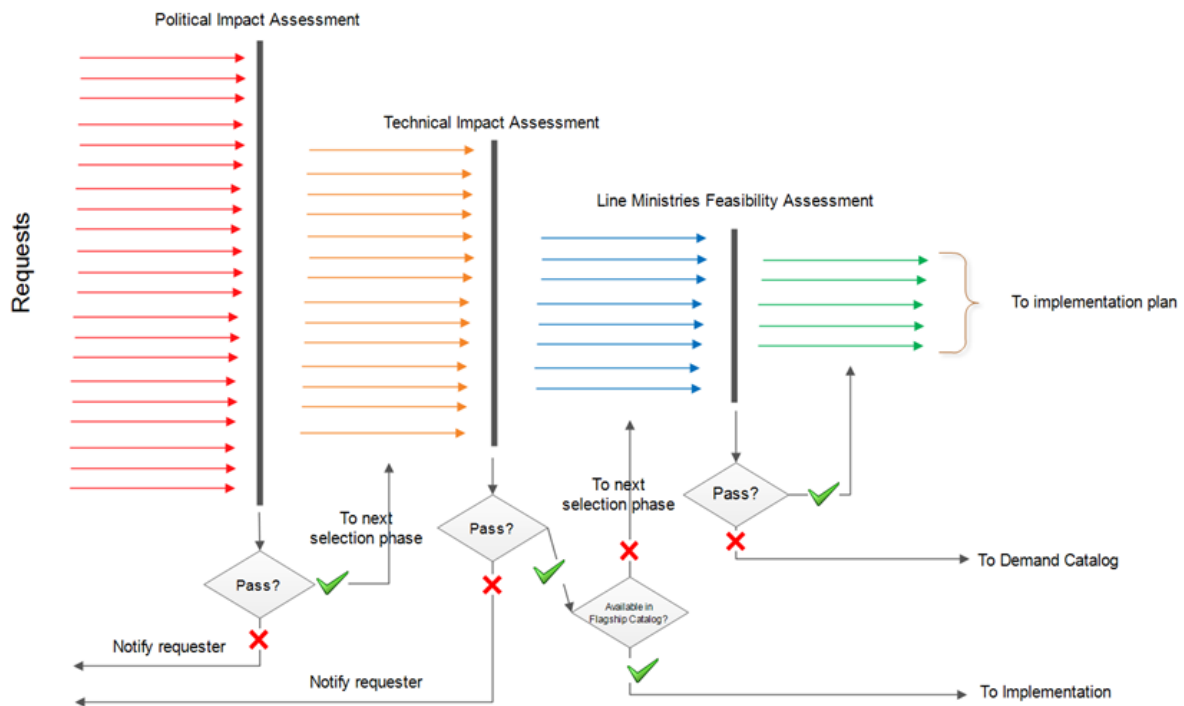 Political Impact Assessment
Technical Impact Assessment
Line Ministries Feasibility Assessment
Requests
To implementation plan
To next
selection phase
To next
selection phase
Pass?
Pass?
Pass?
Available in
Flagship Catalog?
To Demand Catalog
Notify requester
Notify requester
To Implementation